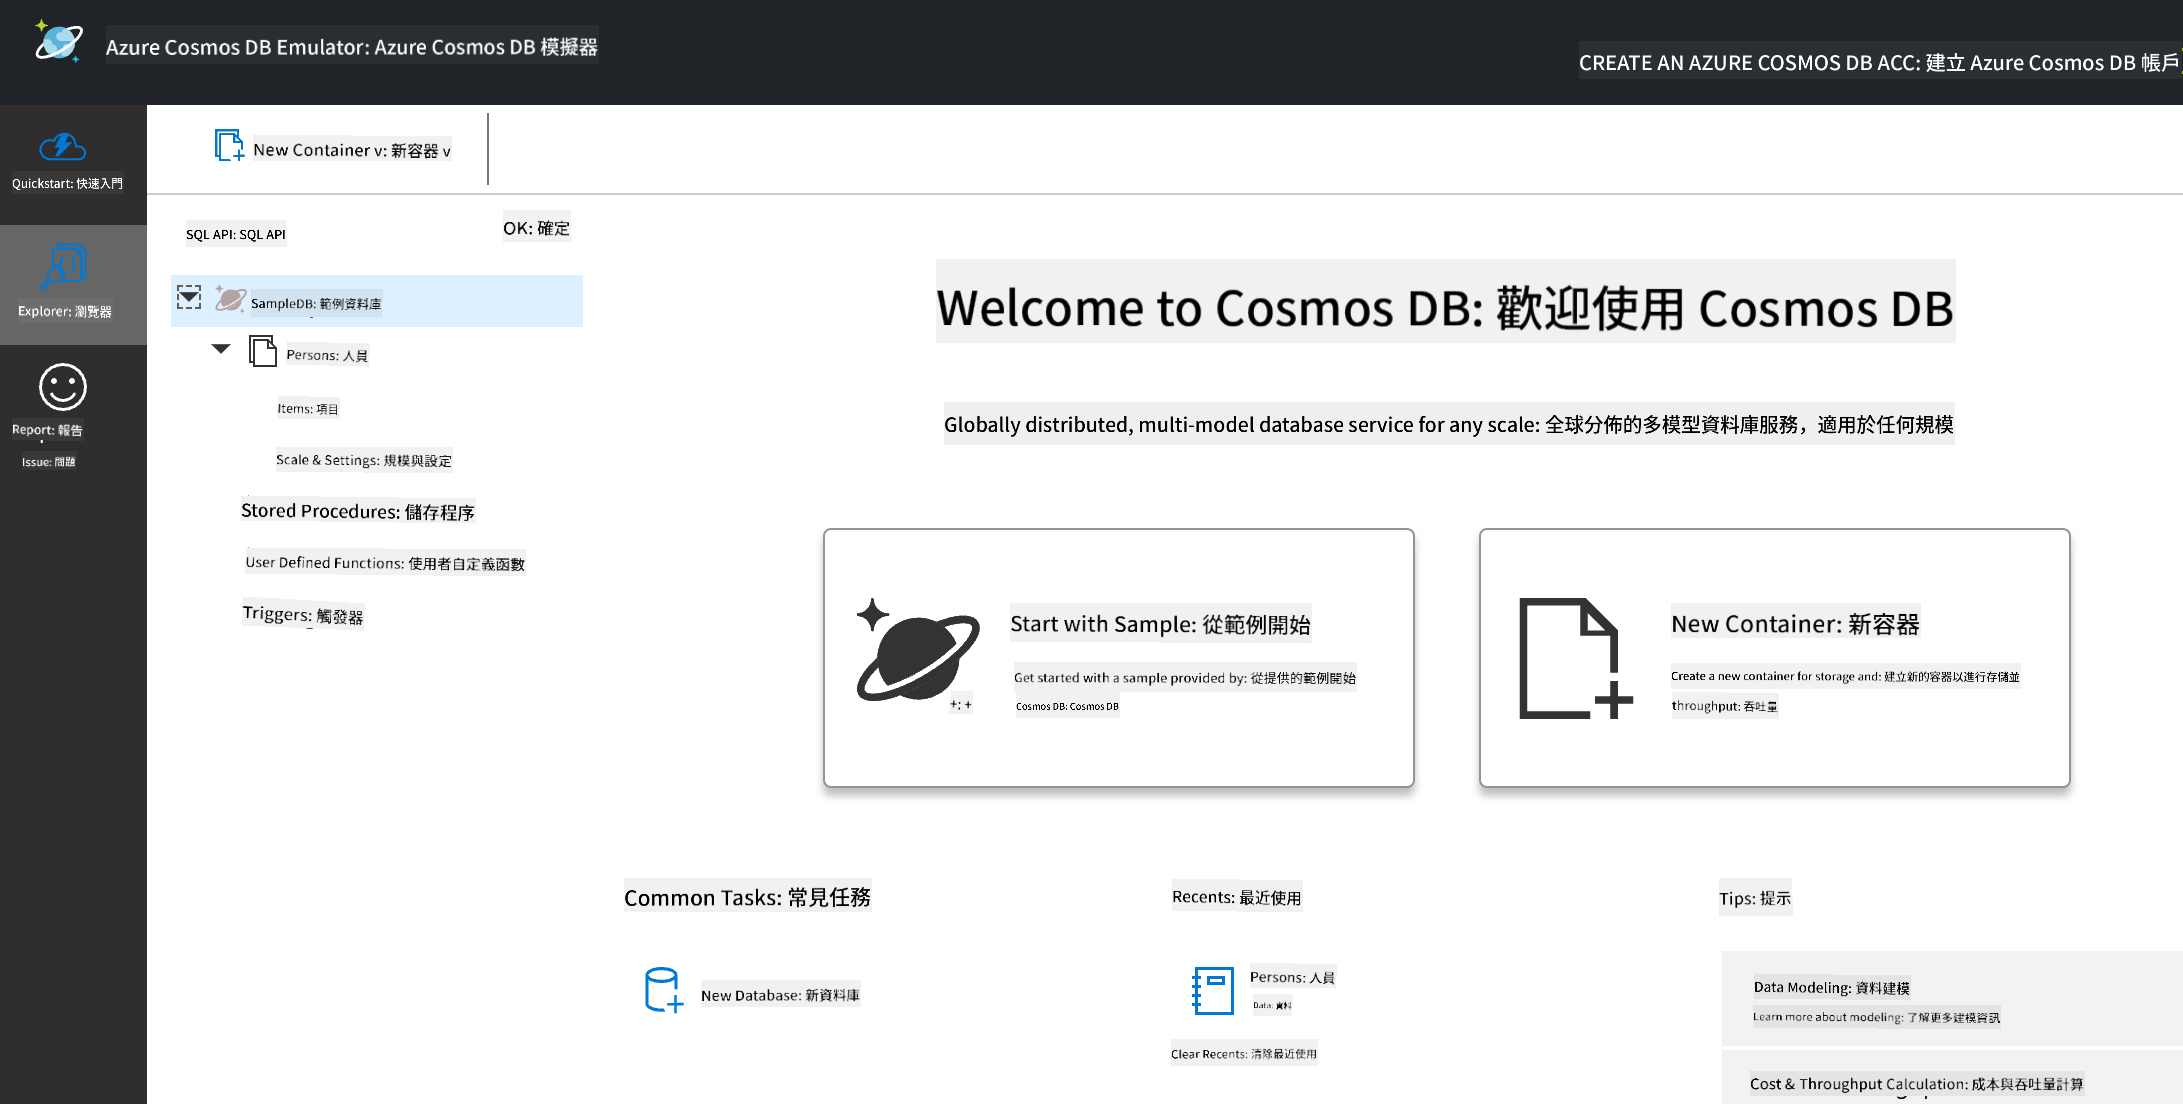 Azure Cosmos DB Emulator: Azure Cosmos DB 模擬器
CREATE AN AZURE COSMOS DB ACC: 建立 Azure Cosmos DB 帳戶
Quickstart: 快速入門
Explorer: 瀏覽器
Report: 報告
Issue: 問題
New Container v: 新容器 v
SQL API: SQL API
OK: 確定
SampleDB: 範例資料庫
Persons: 人員
Items: 項目
Scale & Settings: 規模與設定
Stored Procedures: 儲存程序
User Defined Functions: 使用者自定義函數
Triggers: 觸發器
Welcome to Cosmos DB: 歡迎使用 Cosmos DB
Globally distributed, multi-model database service for any scale: 全球分佈的多模型資料庫服務，適用於任何規模
Start with Sample: 從範例開始
Get started with a sample provided by: 從提供的範例開始
+: +
Cosmos DB: Cosmos DB
New Container: 新容器
Create a new container for storage and: 建立新的容器以進行存儲並
throughput: 吞吐量
Common Tasks: 常見任務
New Database: 新資料庫
Recents: 最近使用
Persons: 人員
Data: 資料
Clear Recents: 清除最近使用
Tips: 提示
Data Modeling: 資料建模
Learn more about modeling: 了解更多建模資訊
Cost & Throughput Calculation: 成本與吞吐量計算